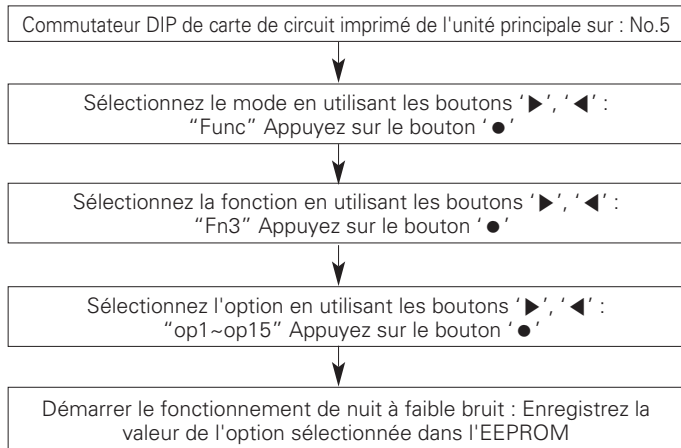 Commutateur DIP de carte de circuit imprimé de l'unité principale sur : No.5
Sélectionnez le mode en utilisant les boutons ‘▶’, ‘◀’ :
“Func” Appuyez sur le bouton ‘●’
Sélectionnez la fonction en utilisant les boutons ‘▶’, ‘◀’ :
“Fn3” Appuyez sur le bouton ‘●’
Sélectionnez l'option en utilisant les boutons ‘▶’, ‘◀’ :
“op1~op15” Appuyez sur le bouton ‘●’
Démarrer le fonctionnement de nuit à faible bruit : Enregistrez la
valeur de l'option sélectionnée dans l'EEPROM